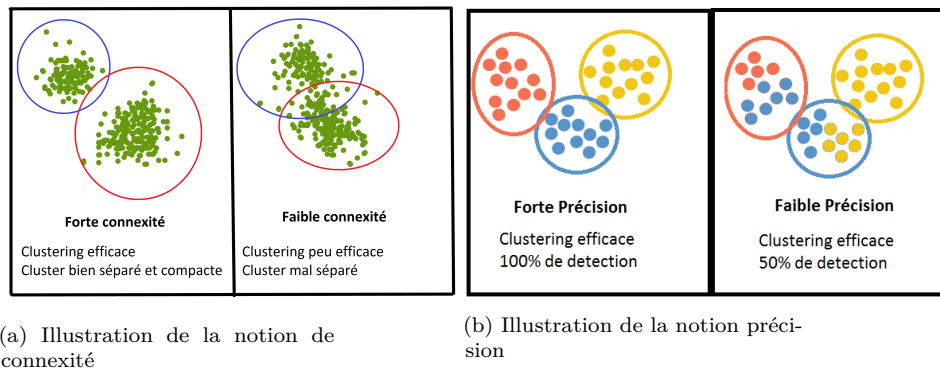 Forte connexité
Clustering efficace
Cluster bien séparé et compacte
Faible connexité
Clustering peu efficace
Cluster mal séparé
(a) Illustration de la notion de
connexité
Forte Précision
Clustering efficace
100% de detection
Faible Précision
Clustering efficace
50% de detection
(b) Illustration de la notion préci-
sion